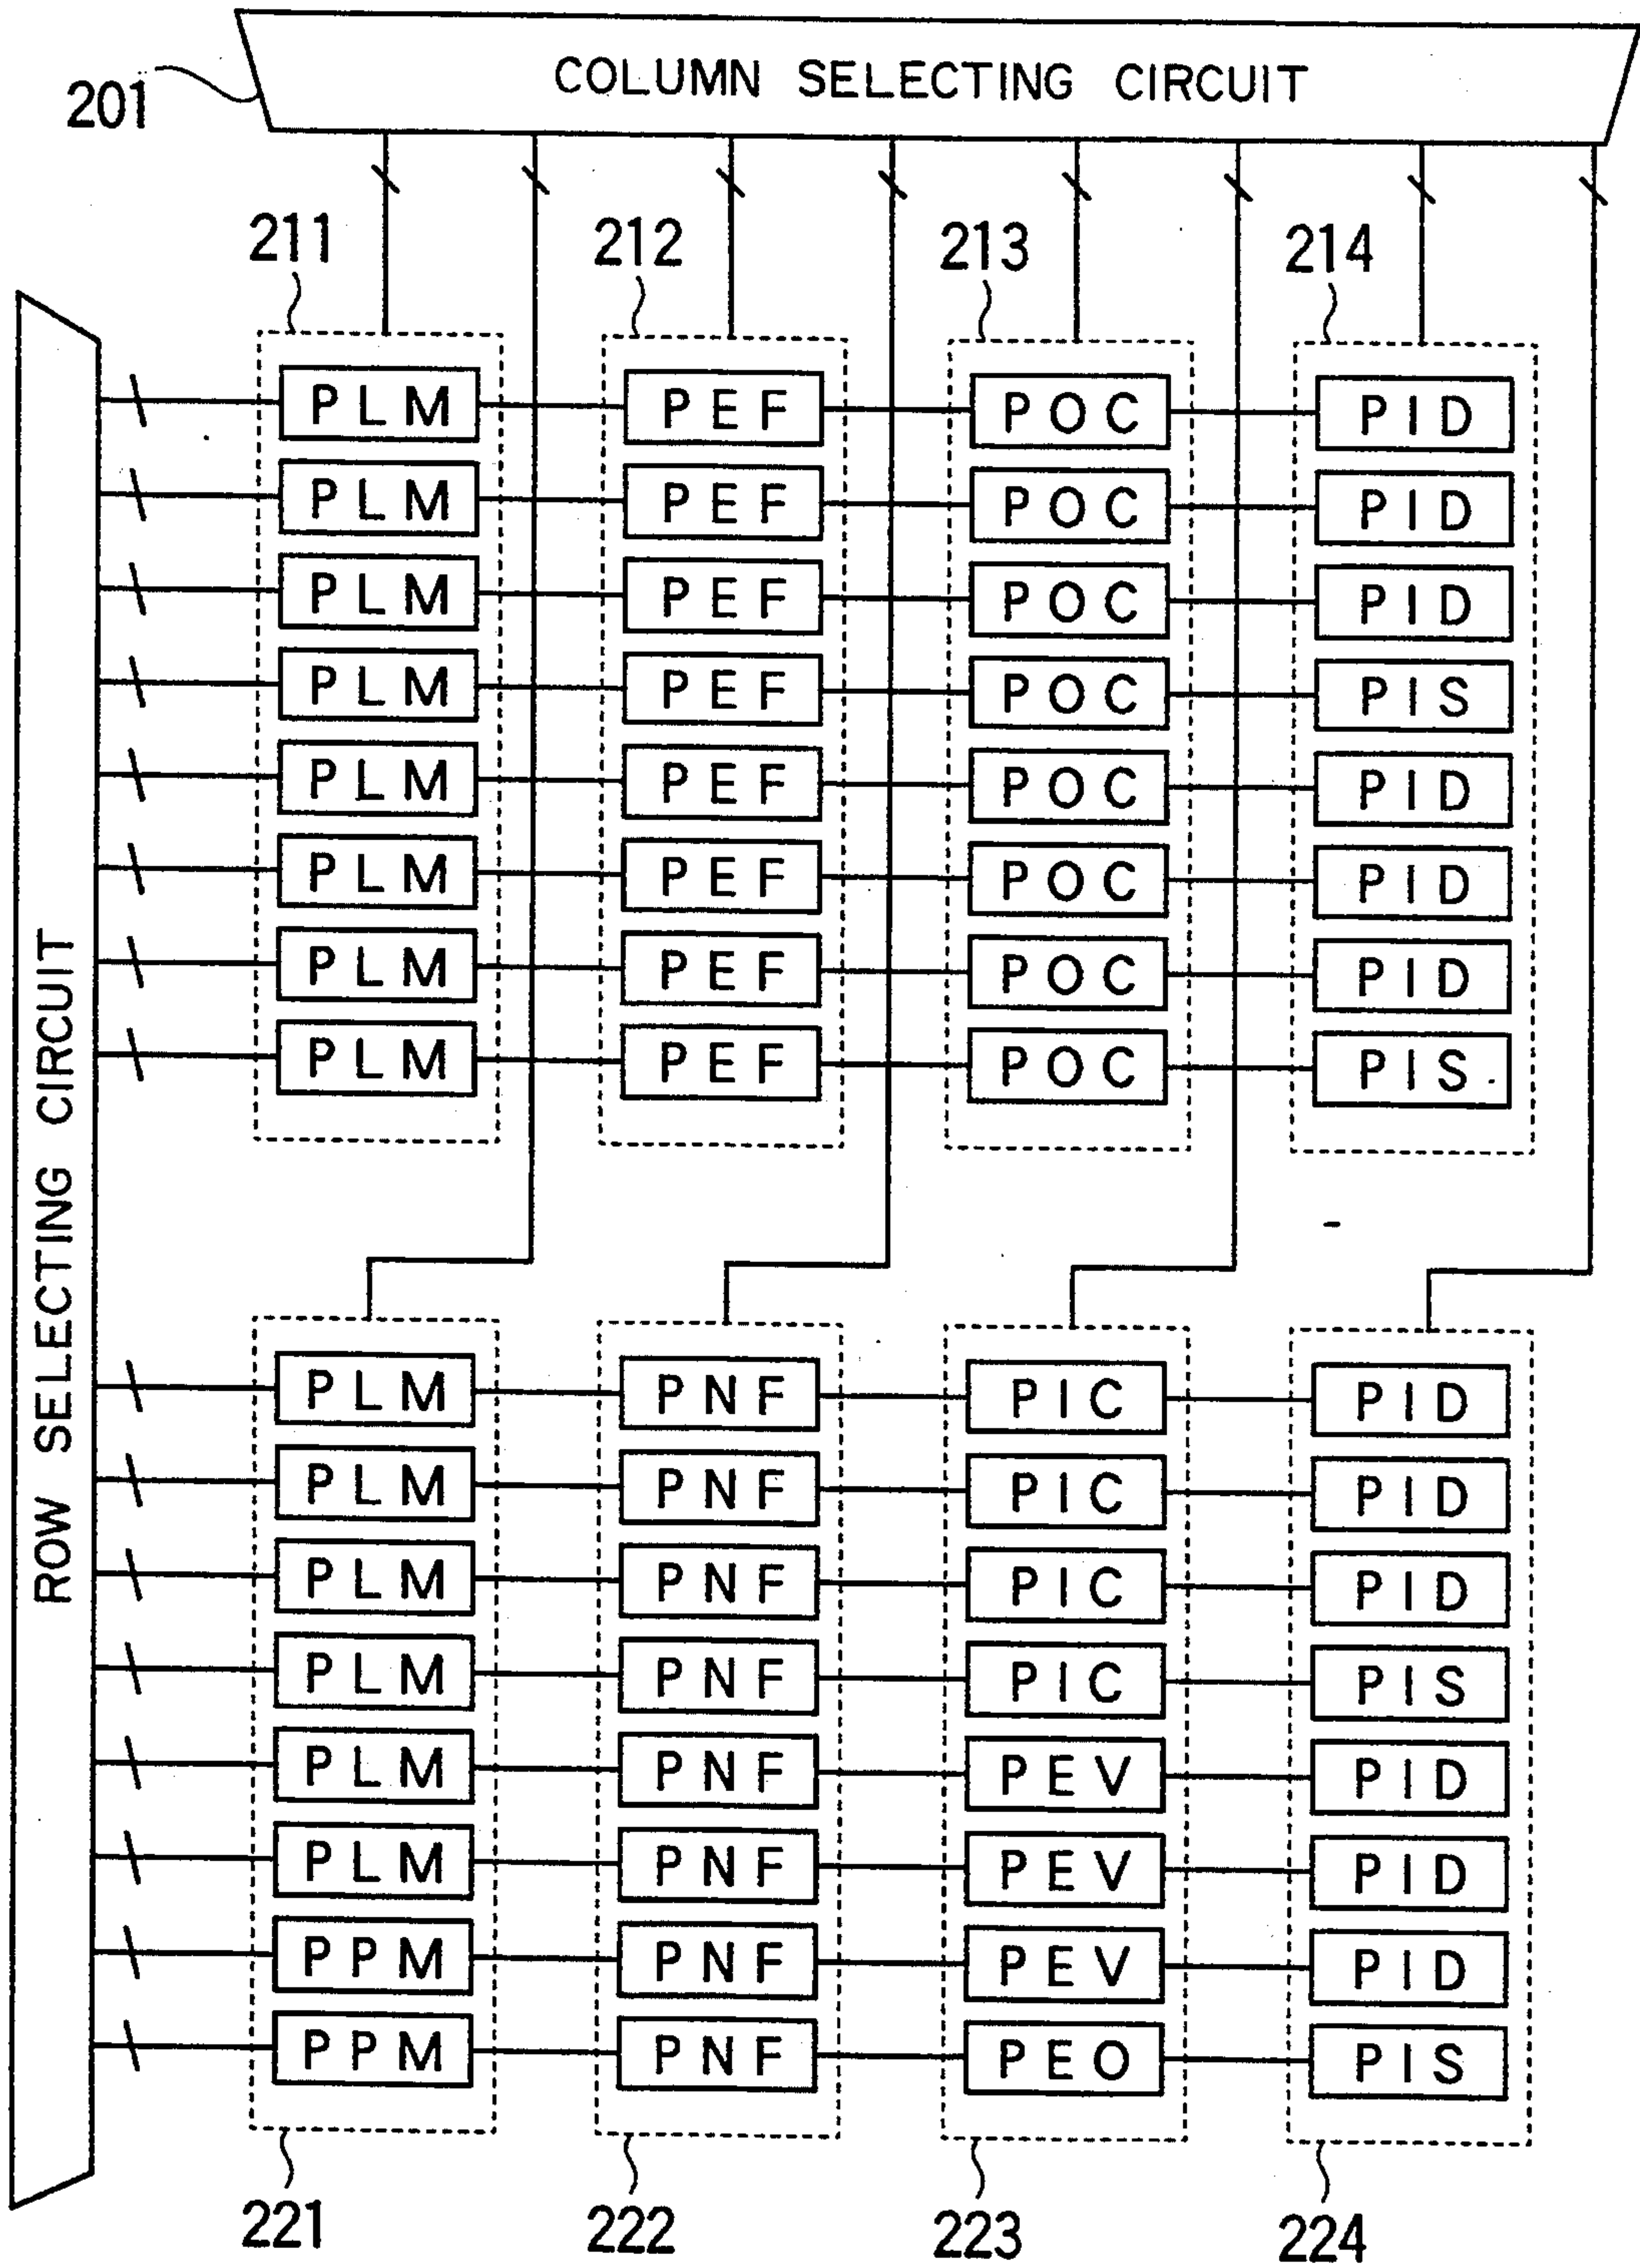 COLUMN SELECTING CIRCUIT
201
211 212 213 214
ROW SELECTING CIRCUIT
PLM PEF POC PID
PLM PEF POC PID
PLM PEF POC PID
PLM PEF POC PIS
PLM PEF POC PID
PLM PEF POC PID
PLM PEF POC PID
PLM PEF POC PIS
PLM PNF PIC PID
PLM PNF PIC PID
PLM PNF PIC PID
PLM PNF PIC PIS
PLM PNF PEV PID
PLM PNF PEV PID
PPM PNF PEV PID
PPM PNF PEO PIS
221 222 223 224